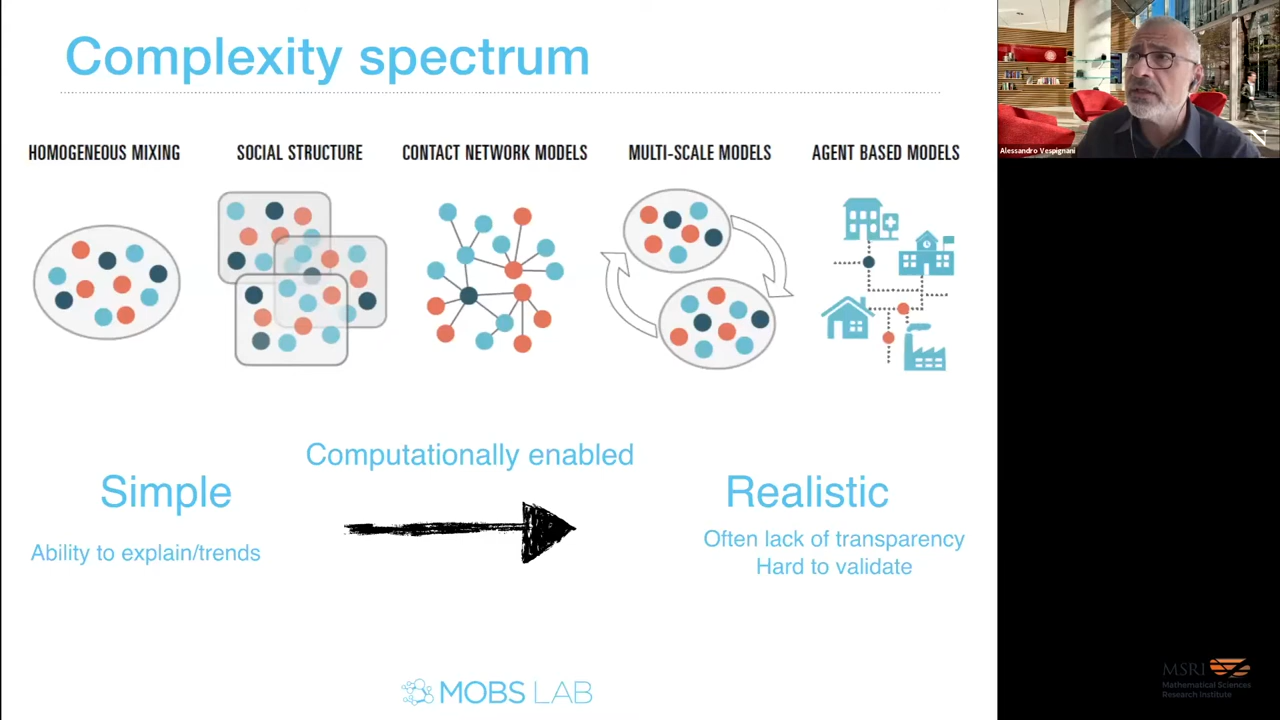 Complexity spectrum
HOMOGENEOUS MIXING
SOCIAL STRUCTURE
CONTACT NETWORK MODELS
MULTI-SCALE MODELS
AGENT BASED MODELS
Computationally enabled
Simple
Realistic
Ability to explain/trends
Often lack of transparency
Hard to validate
MOBS LAB
Alessandro Vespignani
N
MSRI
Mathematical Sciences
Research Institute